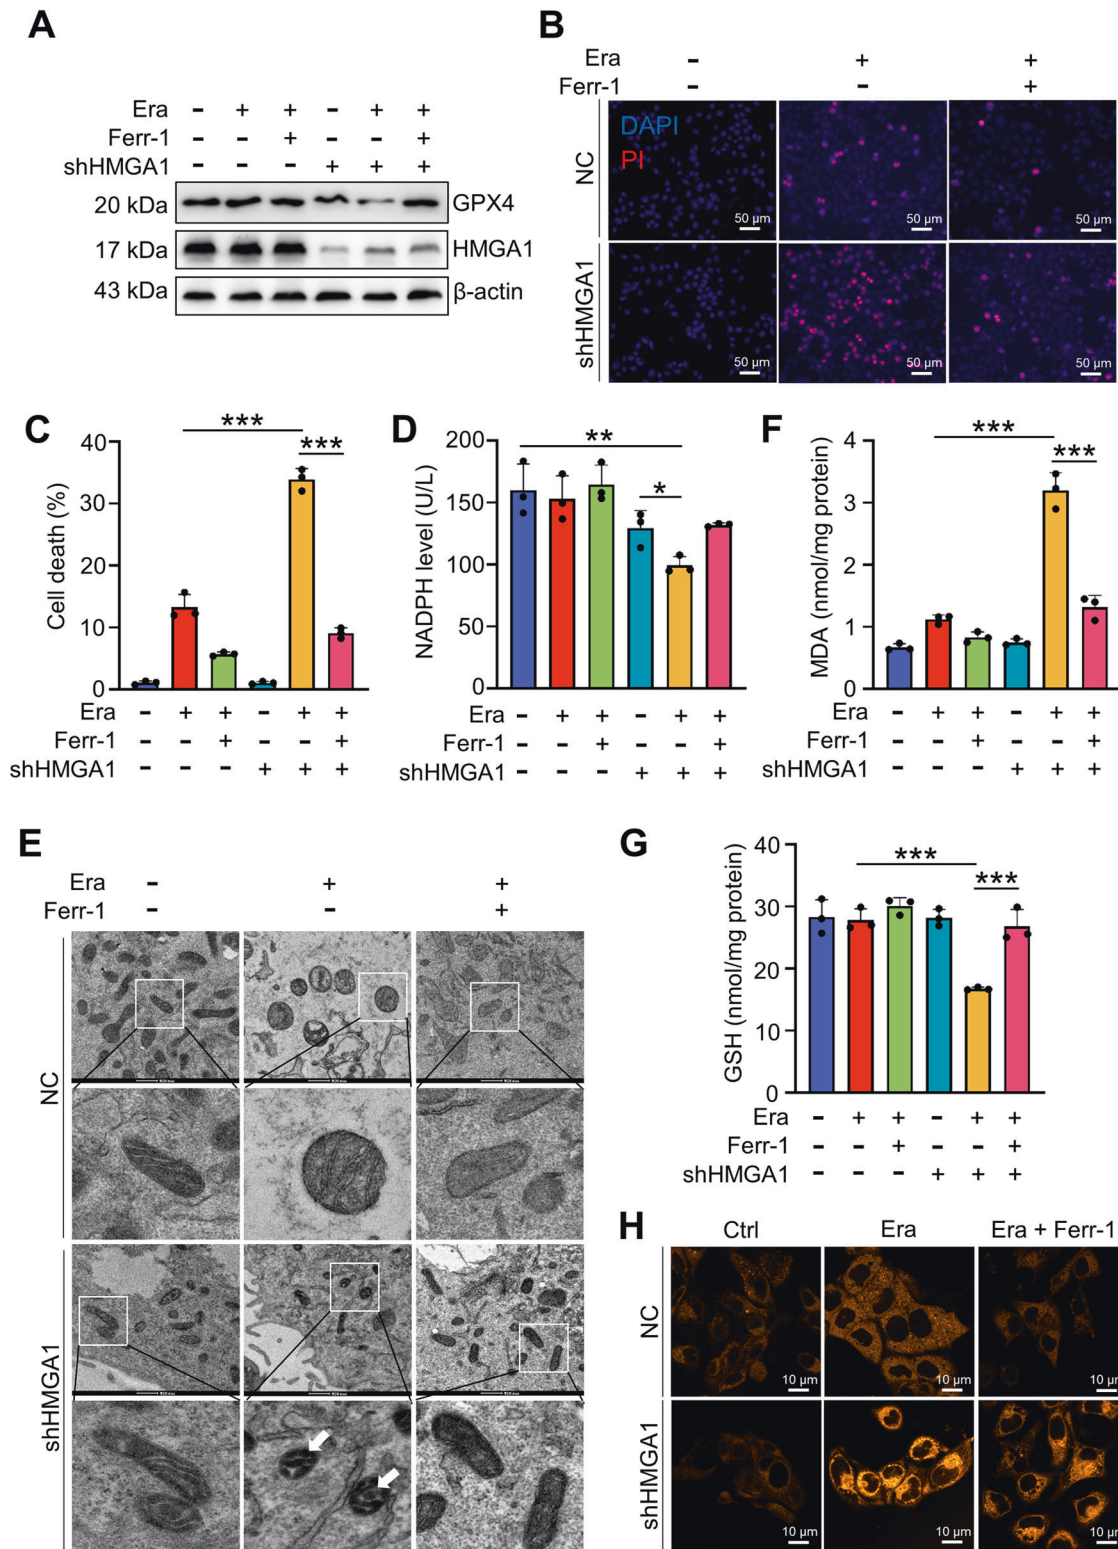 A
Era - + + - + +
Ferr-1 - - + - - +
shHMGA1 - - - + + +
20 kDa GPX4
17 kDa HMGA1
43 kDa β-actin
B
Era - + +
Ferr-1 - - +
NC
DAPI
PI
50 µm 50 µm 50 µm
shHMGA1
50 µm 50 µm 50 µm
C
Cell death (%)
40
30
20
10
0
*** ***
Era - + + - + +
Ferr-1 - - + - - +
shHMGA1 - - - + + +
D
NADPH level (U/L)
200
150
100
50
0
** *
Era - + + - + +
Ferr-1 - - + - - +
shHMGA1 - - - + + +
F
MDA (nmol/mg protein)
4
3
2
1
0
*** ***
Era - + + - + +
Ferr-1 - - + - - +
shHMGA1 - - - + + +
E
Era - + +
Ferr-1 - - +
NC
shHMGA1
G
GSH (nmol/mg protein)
40
30
20
10
0
*** ***
Era - + + - + +
Ferr-1 - - + - - +
shHMGA1 - - - + + +
H
Ctrl Era Era + Ferr-1
NC
10 µm 10 µm 10 µm
shHMGA1
10 µm 10 µm 10 µm